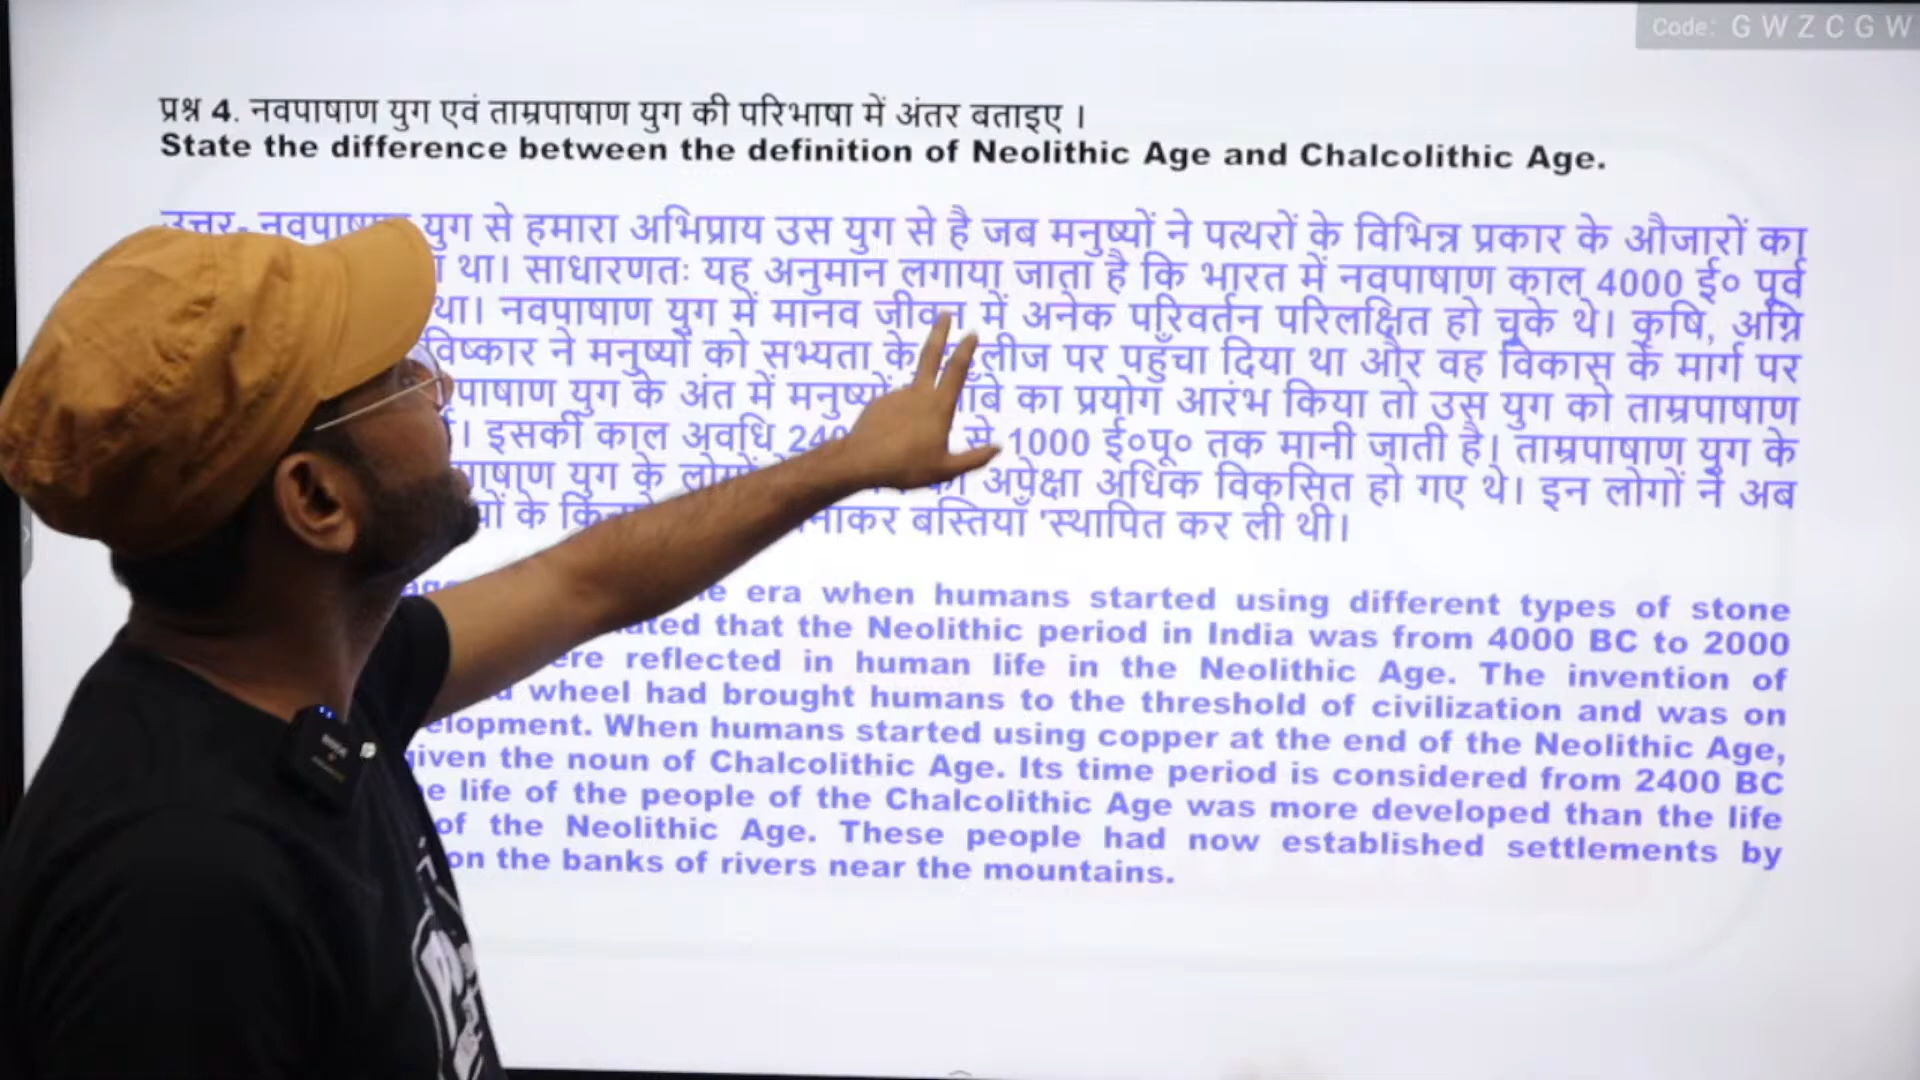 Code: G W Z C G W
प्रश्न 4. नवपाषाण युग एवं ताम्रपाषाण युग की परिभाषा में अंतर बताइए ।
State the difference between the definition of Neolithic Age and Chalcolithic Age.
उत्तर- नवपाषाण युग से हमारा अभिप्राय उस युग से है जब मनुष्यों ने पत्थरों के विभिन्न प्रकार के औजारों का
था। साधारणतः यह अनुमान लगाया जाता है कि भारत में नवपाषाण काल 4000 ई० पूर्व
था। नवपाषाण युग में मानव जीवन में अनेक परिवर्तन परिलक्षित हो चुके थे। कृषि, अग्नि
ने मनुष्यों को सभ्यता के पर पहुँचा दिया था और वह विकास के मार्ग पर
युग के अंत में मनुष्यों का प्रयोग आरंभ किया तो उस युग को ताम्रपाषाण
इसकी काल अवधि से 1000 ई०पू० तक मानी जाती है। ताम्रपाषाण युग के
युग के अपेक्षा अधिक विकसित हो गए थे। इन लोगों ने अब
के बस्तियाँ 'स्थापित कर ली थी।
era when humans started using different types of stone
that the Neolithic period in India was from 4000 BC to 2000
reflected in human life in the Neolithic Age. The invention of
wheel had brought humans to the threshold of civilization and was on
When humans started using copper at the end of the Neolithic Age,
given the noun of Chalcolithic Age. Its time period is considered from 2400 BC
life of the people of the Chalcolithic Age was more developed than the life
of the Neolithic Age. These people had now established settlements by
on the banks of rivers near the mountains.